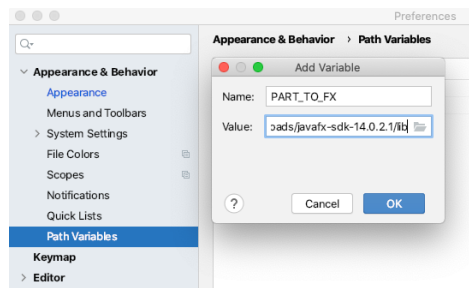 Preferences
Appearance & Behavior
Appearance
Menus and Toolbars
System Settings
File Colors
Scopes
Notifications
Quick Lists
Path Variables
Keymap
Editor
Appearance & Behavior › Path Variables
Add Variable
Name: PART_TO_FX
Value: oads/javafx-sdk-14.0.2.1/lib
? Cancel OK